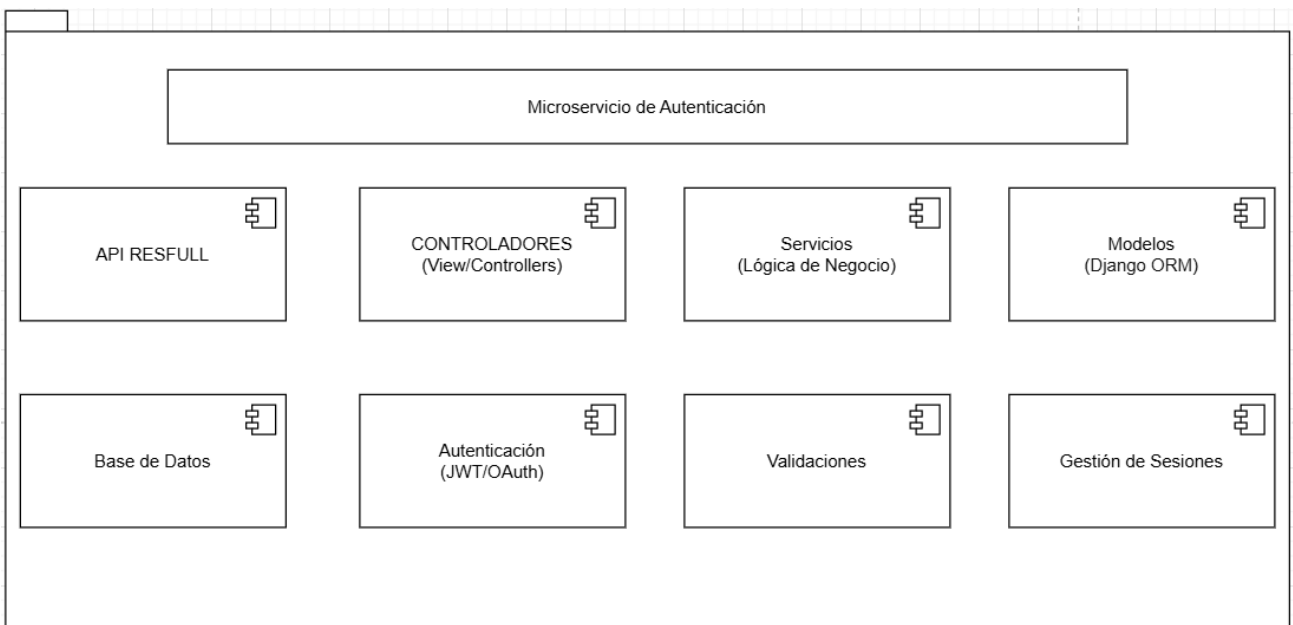 Microservicio de Autenticación
API RESFULL
CONTROLADORES
(View/Controllers)
Servicios
(Lógica de Negocio)
Modelos
(Django ORM)
Base de Datos
Autenticación
(JWT/OAuth)
Validaciones
Gestión de Sesiones